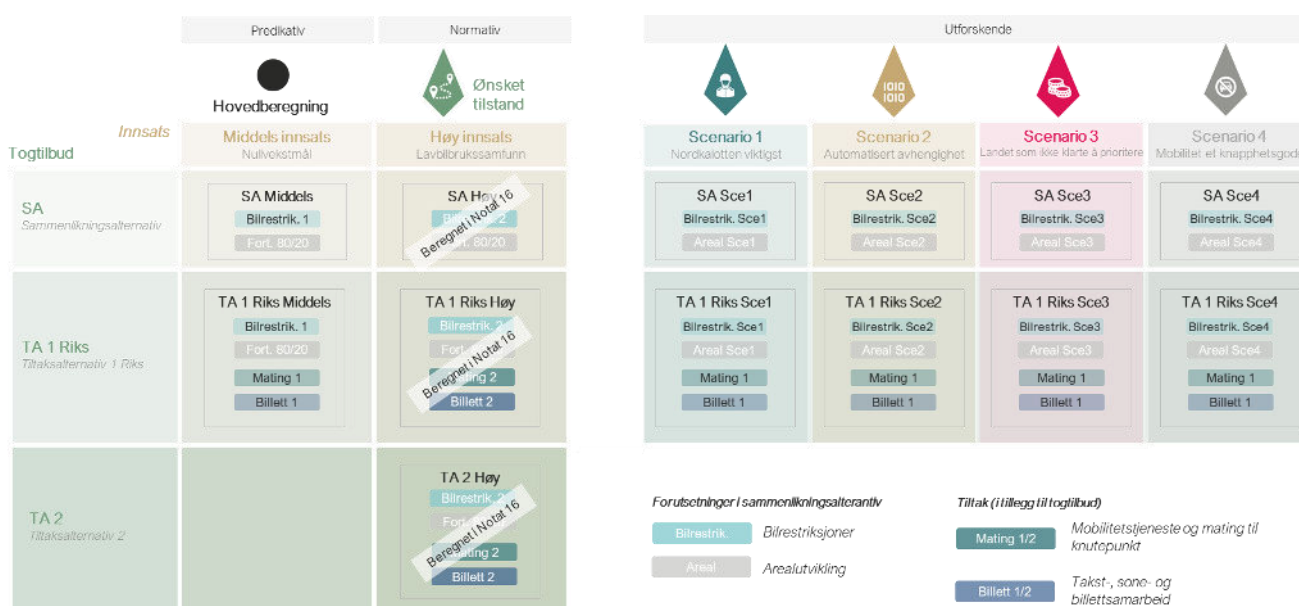 Predikativ
Normativ
Utforskende
1010
1010
Hovedberegning
Ønsket
tilstand
Innsats
Togtilbud
Middels innsats
Nullvekstmål
Høy innsats
Lavbilbrukssamfunn
Scenario 1
Nordkalotten viktigst
Scenario 2
Automatisert avhengighet
Scenario 3
Landet som ikke klarte å prioritere
Scenario 4
Mobilitet et knapphetsgode
SA
Sammenlikningsalternativ
SA Middels
Bilrestrik. 1
Fort. 80/20
SA Høy
Beregnet i Notat 16
SA Sce1
Bilrestrik. Sce1
Areal Sce1
SA Sce2
Bilrestrik. Sce2
Areal Sce2
SA Sce3
Bilrestrik. Sce3
Areal Sce3
SA Sce4
Bilrestrik. Sce4
Areal Sce4
TA 1 Riks
Tiltaksalternativ 1 Riks
TA 1 Riks Middels
Bilrestrik. 1
Fort. 80/20
Mating 1
Billett 1
TA 1 Riks Høy
Bilrestrik. 2
Fort. 80/20
Mating 2
Billett 2
Beregnet i Notat 16
TA 1 Riks Sce1
Bilrestrik. Sce1
Areal Sce1
Mating 1
Billett 1
TA 1 Riks Sce2
Bilrestrik. Sce2
Areal Sce2
Mating 1
Billett 1
TA 1 Riks Sce3
Bilrestrik. Sce3
Areal Sce3
Mating 1
Billett 1
TA 1 Riks Sce4
Bilrestrik. Sce4
Areal Sce4
Mating 1
Billett 1
TA 2
Tiltaksalternativ 2
TA 2 Høy
Bilrestrik. 2
Mating 2
Billett 2
Beregnet i Notat 16
Forutsetninger i sammenlikningsalterantiv
Bilrestrik.
Bilrestriksjoner
Areal
Arealutvikling
Tiltak (i tillegg til togtilbud)
Mating 1/2
Mobilitetstjeneste og mating til
knutepunkt
Billett 1/2
Takst-, sone- og
billettsamarbeid